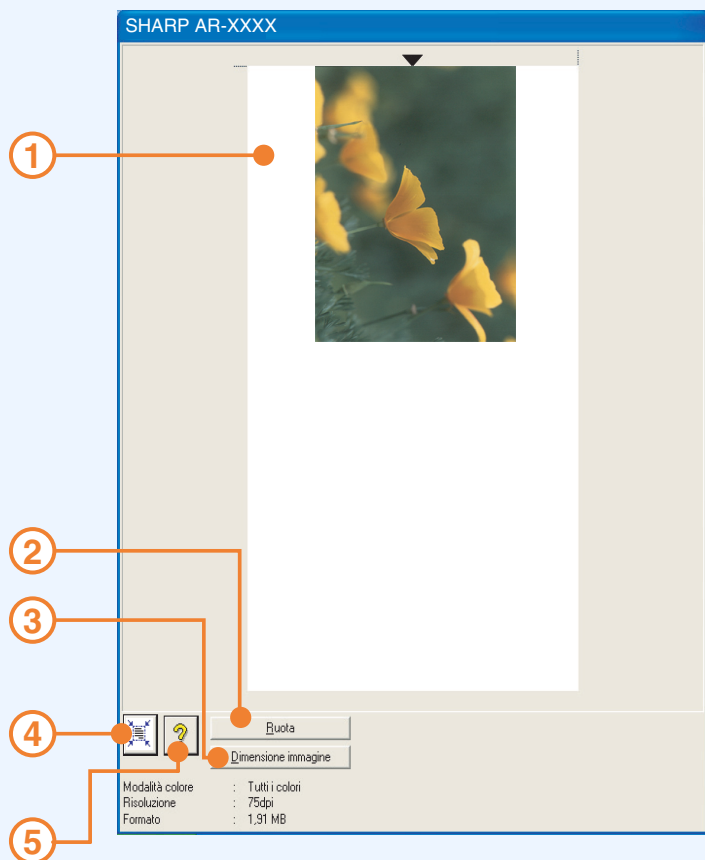 SHARP AR-XXXX
1
2
3
4
5
Ruota
Dimensione immagine
Modalità colore : Tutti i colori
Risoluzione : 75dpi
Formato : 1,91 MB